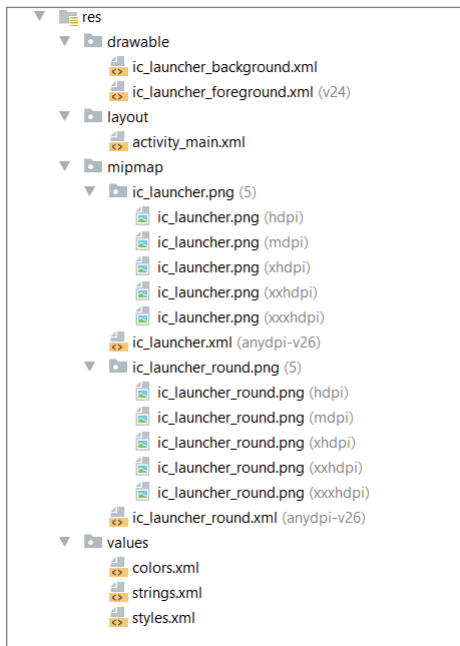 res
drawable
ic_launcher_background.xml
ic_launcher_foreground.xml (v24)
layout
activity_main.xml
mipmap
ic_launcher.png (5)
ic_launcher.png (hdpi)
ic_launcher.png (mdpi)
ic_launcher.png (xhdpi)
ic_launcher.png (xxhdpi)
ic_launcher.png (xxxhdpi)
ic_launcher.xml (anydpi-v26)
ic_launcher_round.png (5)
ic_launcher_round.png (hdpi)
ic_launcher_round.png (mdpi)
ic_launcher_round.png (xhdpi)
ic_launcher_round.png (xxhdpi)
ic_launcher_round.png (xxxhdpi)
ic_launcher_round.xml (anydpi-v26)
values
colors.xml
strings.xml
styles.xml